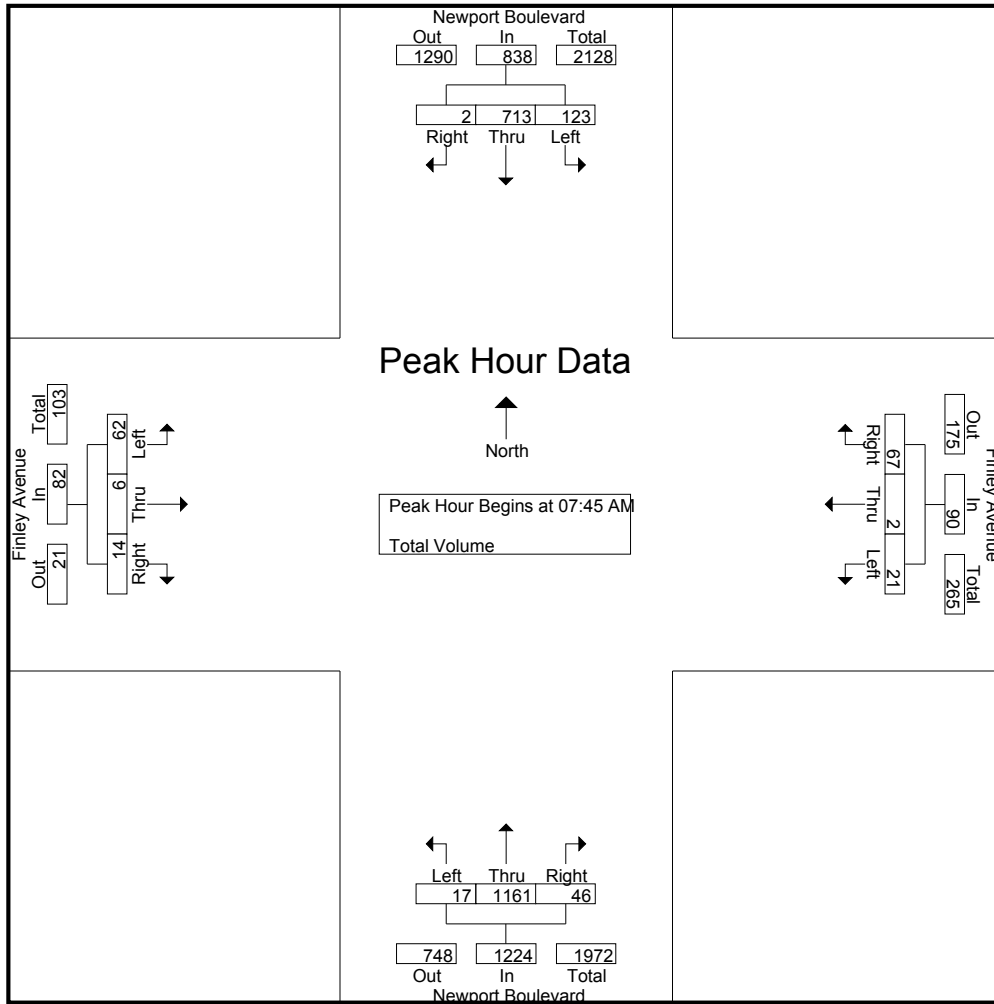 Newport Boulevard
Out In Total
1290 838 2128
2 713 123
Right Thru Left
Peak Hour Data
North
Peak Hour Begins at 07:45 AM
Total Volume
Finley Avenue
Out In Total
21 82 103
14 6 62
Right Thru Left
Finley Avenue
Out In Total
175 90 265
67 2 21
Right Thru Left
Left Thru Right
17 1161 46
748 1224 1972
Out In Total
Newport Boulevard